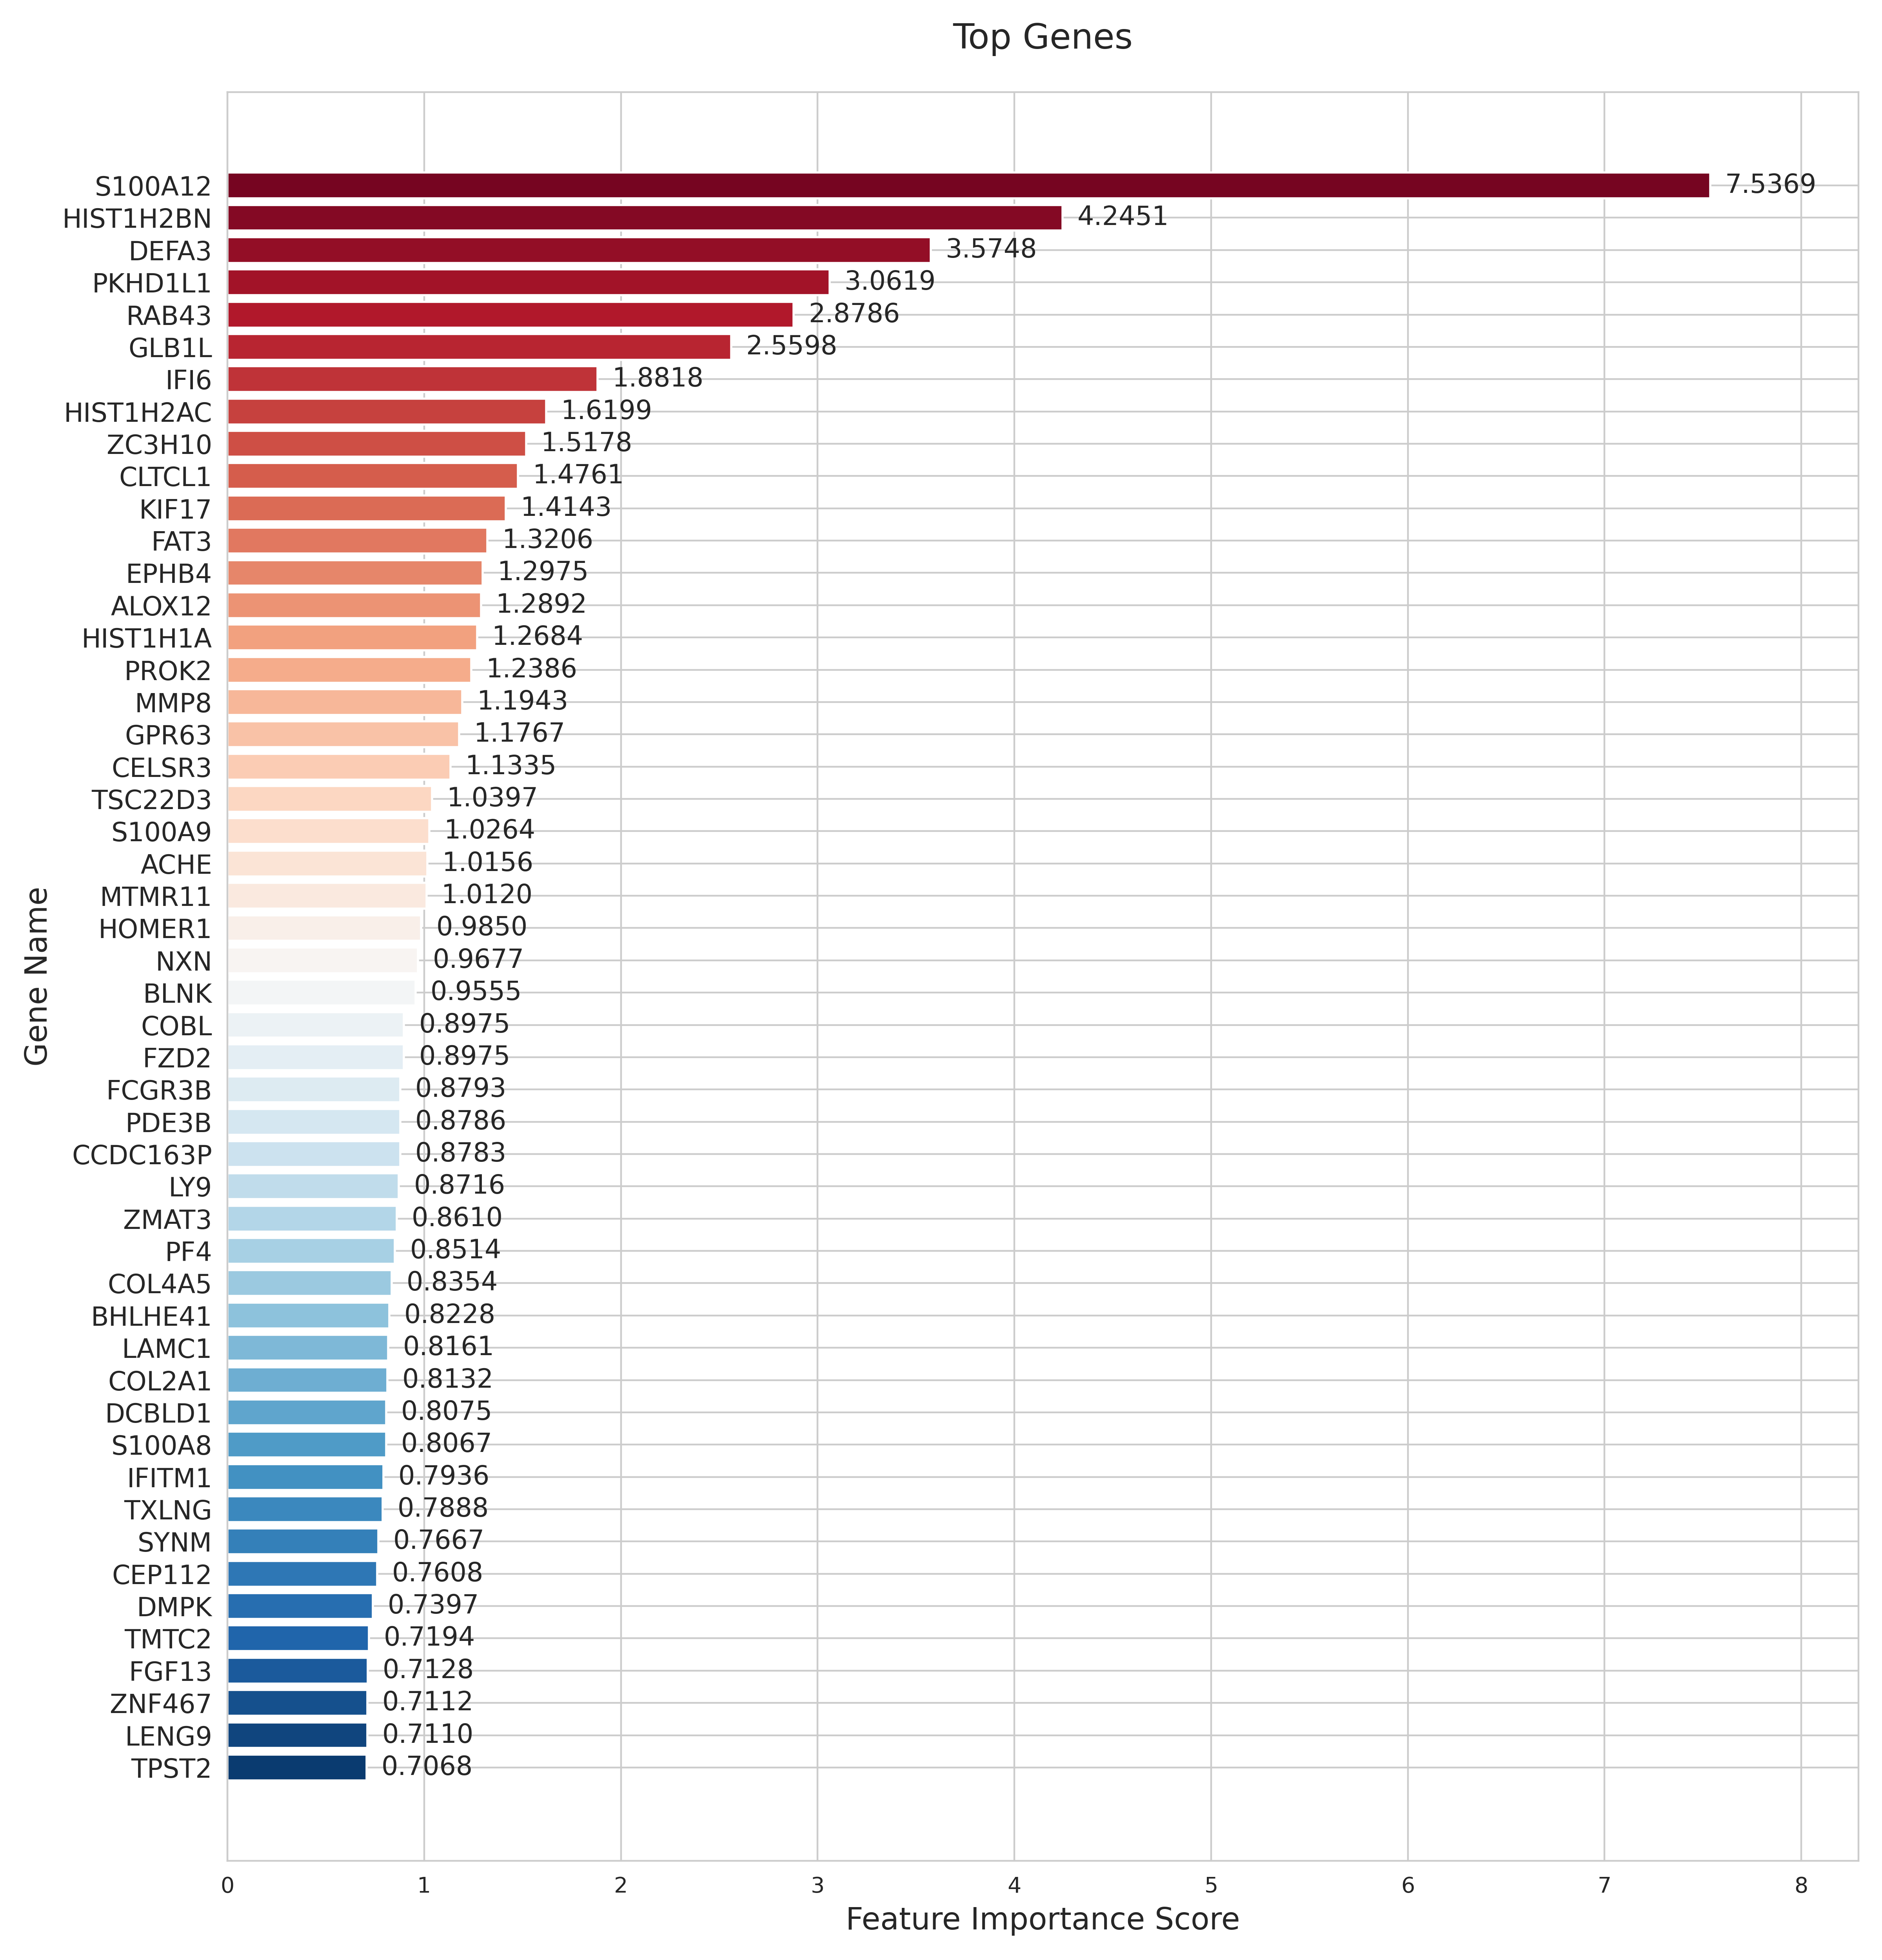 Top Genes
S100A12 7.5369
HIST1H2BN 4.2451
DEFA3 3.5748
PKHD1L1 3.0619
RAB43 2.8786
GLB1L 2.5598
IFI6 1.8818
HIST1H2AC 1.6199
ZC3H10 1.5178
CLTCL1 1.4761
KIF17 1.4143
FAT3 1.3206
EPHB4 1.2975
ALOX12 1.2892
HIST1H1A 1.2684
PROK2 1.2386
MMP8 1.1943
GPR63 1.1767
CELSR3 1.1335
TSC22D3 1.0397
S100A9 1.0264
ACHE 1.0156
MTMR11 1.0120
HOMER1 0.9850
NXN 0.9677
BLNK 0.9555
COBL 0.8975
FZD2 0.8975
FCGR3B 0.8793
PDE3B 0.8786
CCDC163P 0.8783
LY9 0.8716
ZMAT3 0.8610
PF4 0.8514
COL4A5 0.8354
BHLHE41 0.8228
LAMC1 0.8161
COL2A1 0.8132
DCBLD1 0.8075
S100A8 0.8067
IFITM1 0.7936
TXLNG 0.7888
SYNM 0.7667
CEP112 0.7608
DMPK 0.7397
TMTC2 0.7194
FGF13 0.7128
ZNF467 0.7112
LENG9 0.7110
TPST2 0.7068
Gene Name
0 1 2 3 4 5 6 7 8
Feature Importance Score